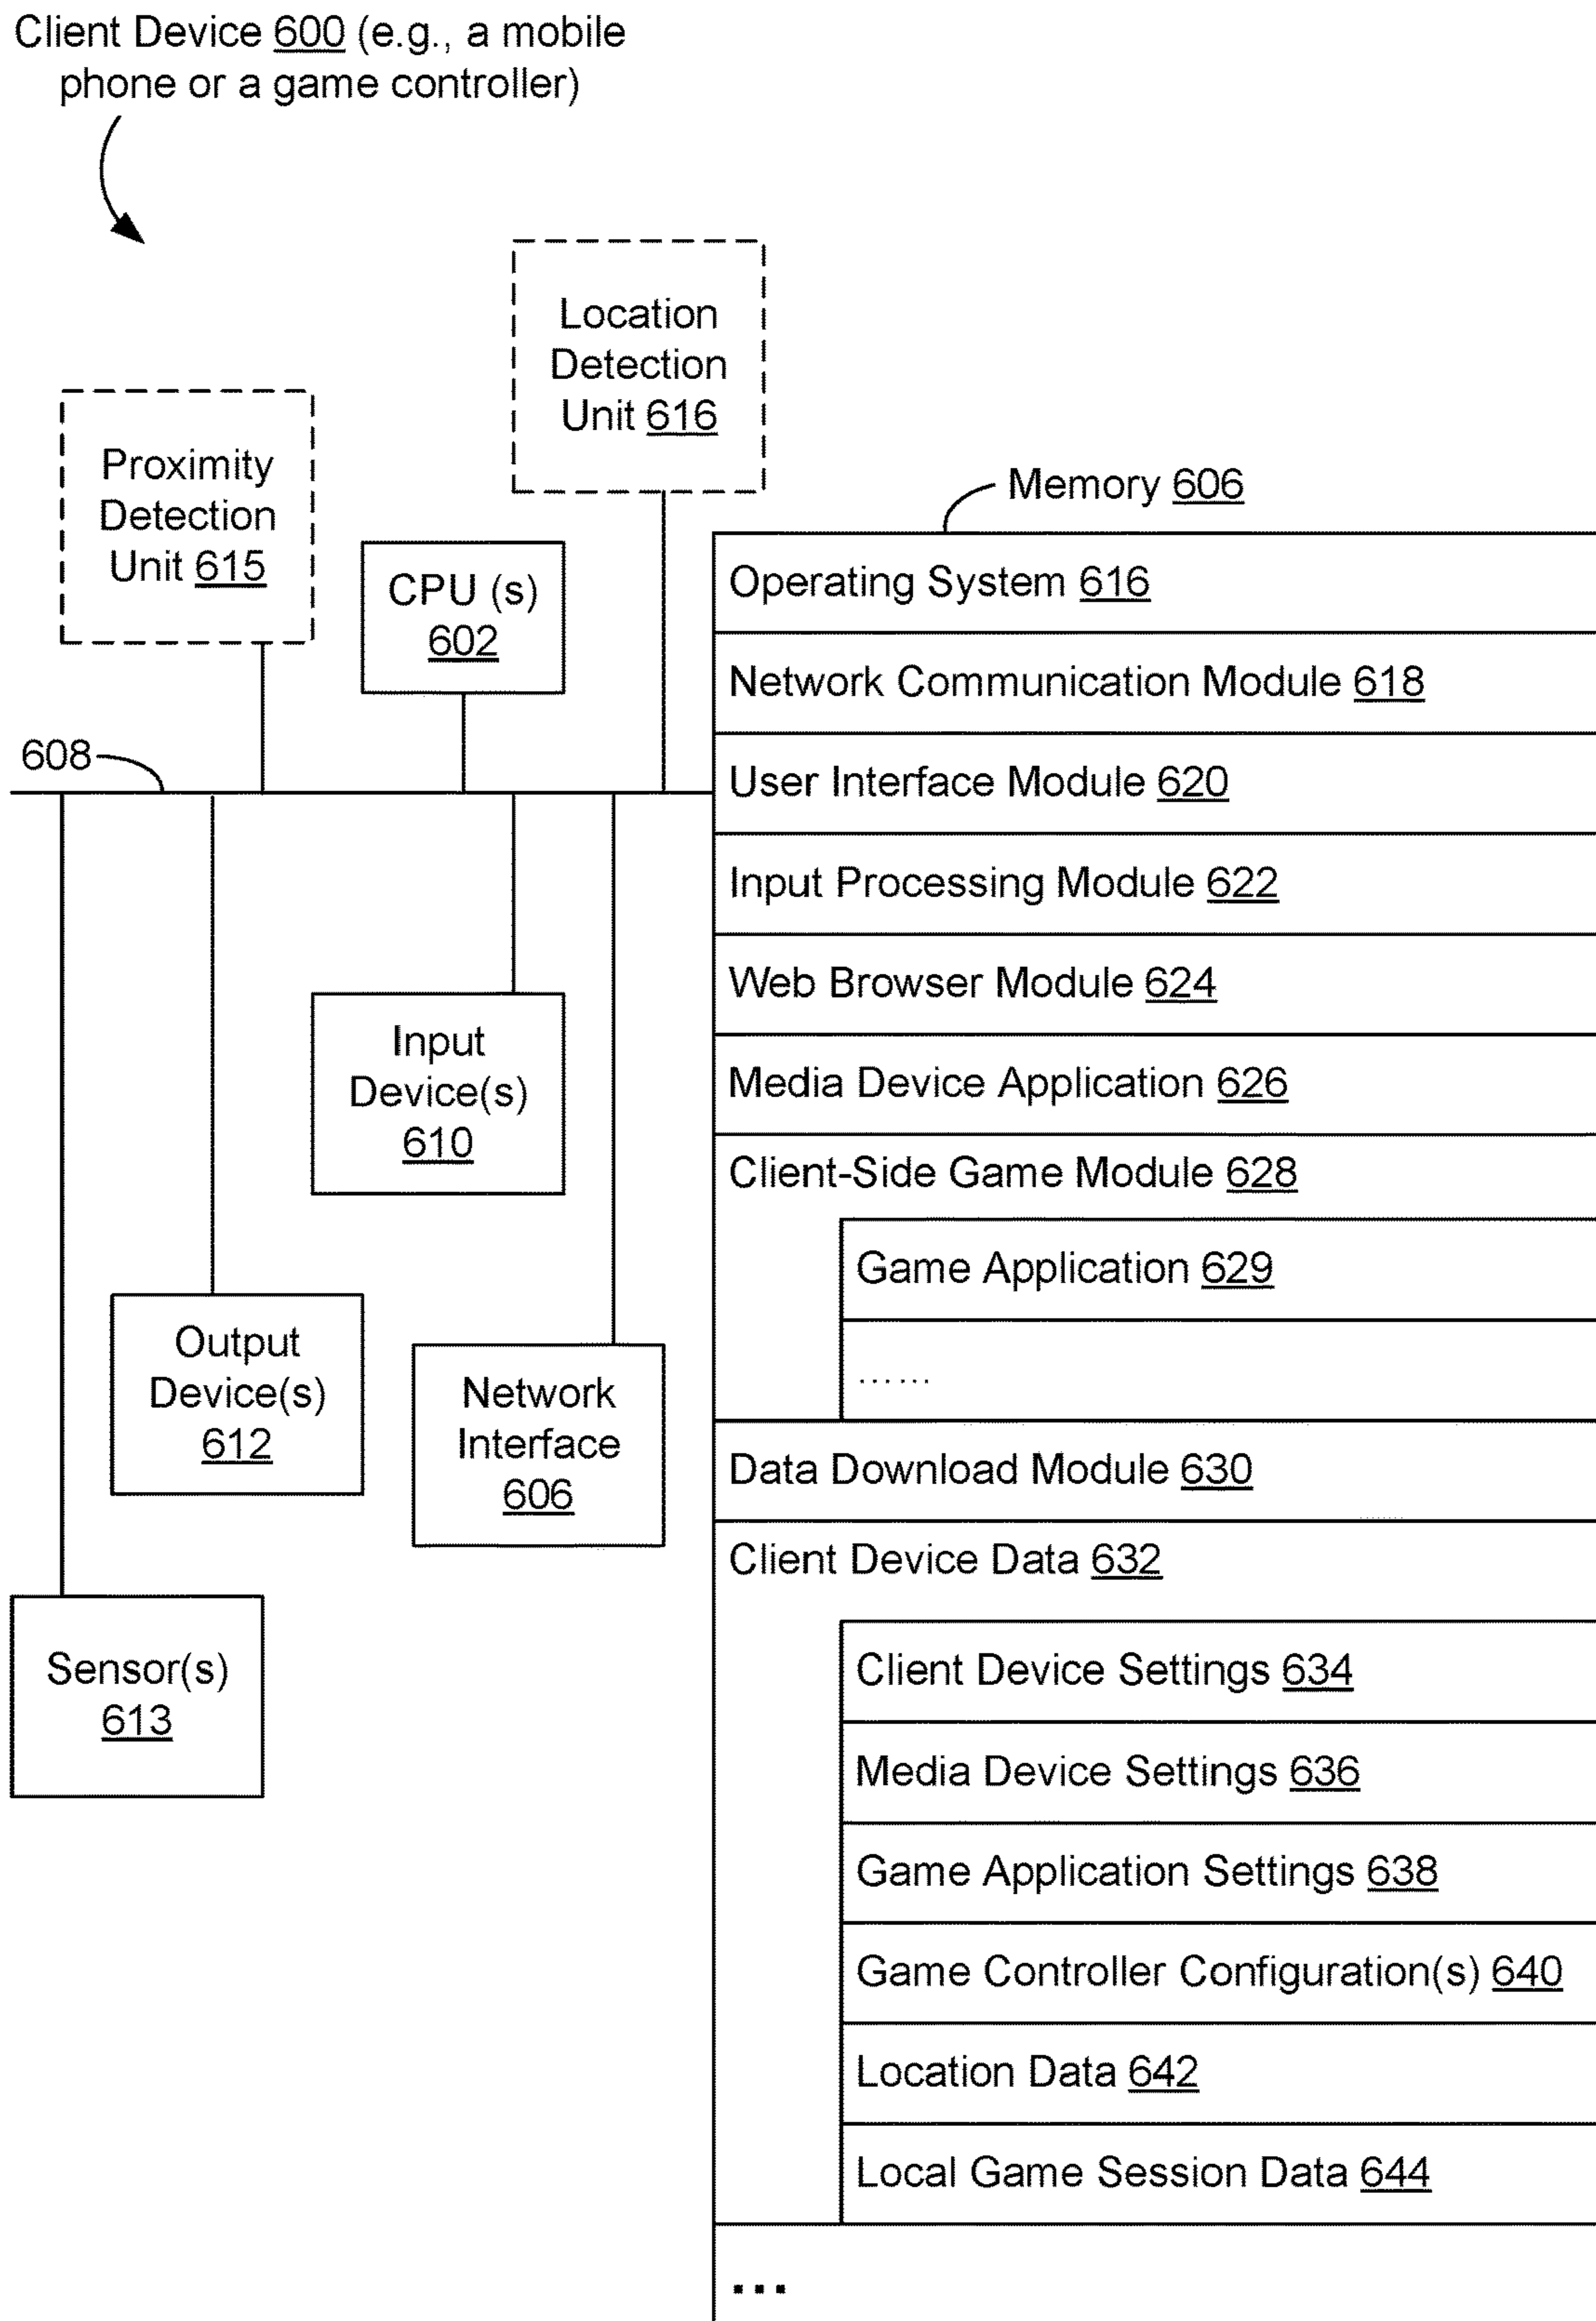 Client Device 600 (e.g., a mobile
phone or a game controller)
Location
Detection
Unit 616
Proximity
Detection
Unit 615
CPU (s)
602
608
Input
Device(s)
610
Output
Device(s)
612
Network
Interface
606
Sensor(s)
613
Memory 606
Operating System 616
Network Communication Module 618
User Interface Module 620
Input Processing Module 622
Web Browser Module 624
Media Device Application 626
Client-Side Game Module 628
Game Application 629
......
Data Download Module 630
Client Device Data 632
Client Device Settings 634
Media Device Settings 636
Game Application Settings 638
Game Controller Configuration(s) 640
Location Data 642
Local Game Session Data 644
...